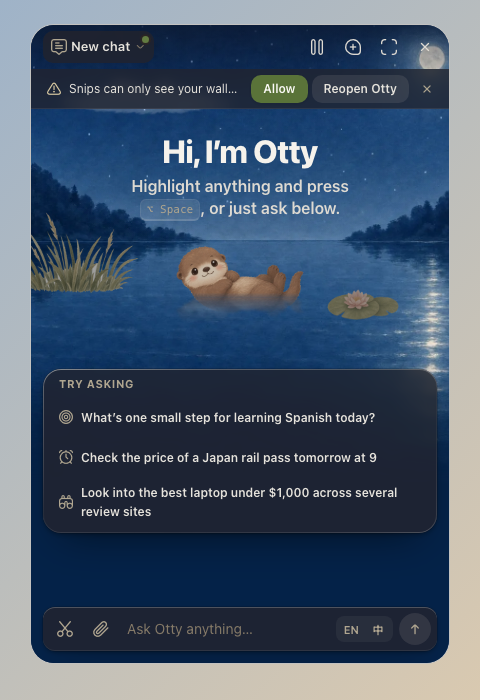 New chat
Snips can only see your wall...
Allow
Reopen Otty
Hi, I'm Otty
Highlight anything and press
⌥ Space, or just ask below.
TRY ASKING
What's one small step for learning Spanish today?
Check the price of a Japan rail pass tomorrow at 9
Look into the best laptop under $1,000 across several
review sites
Ask Otty anything...
EN 中